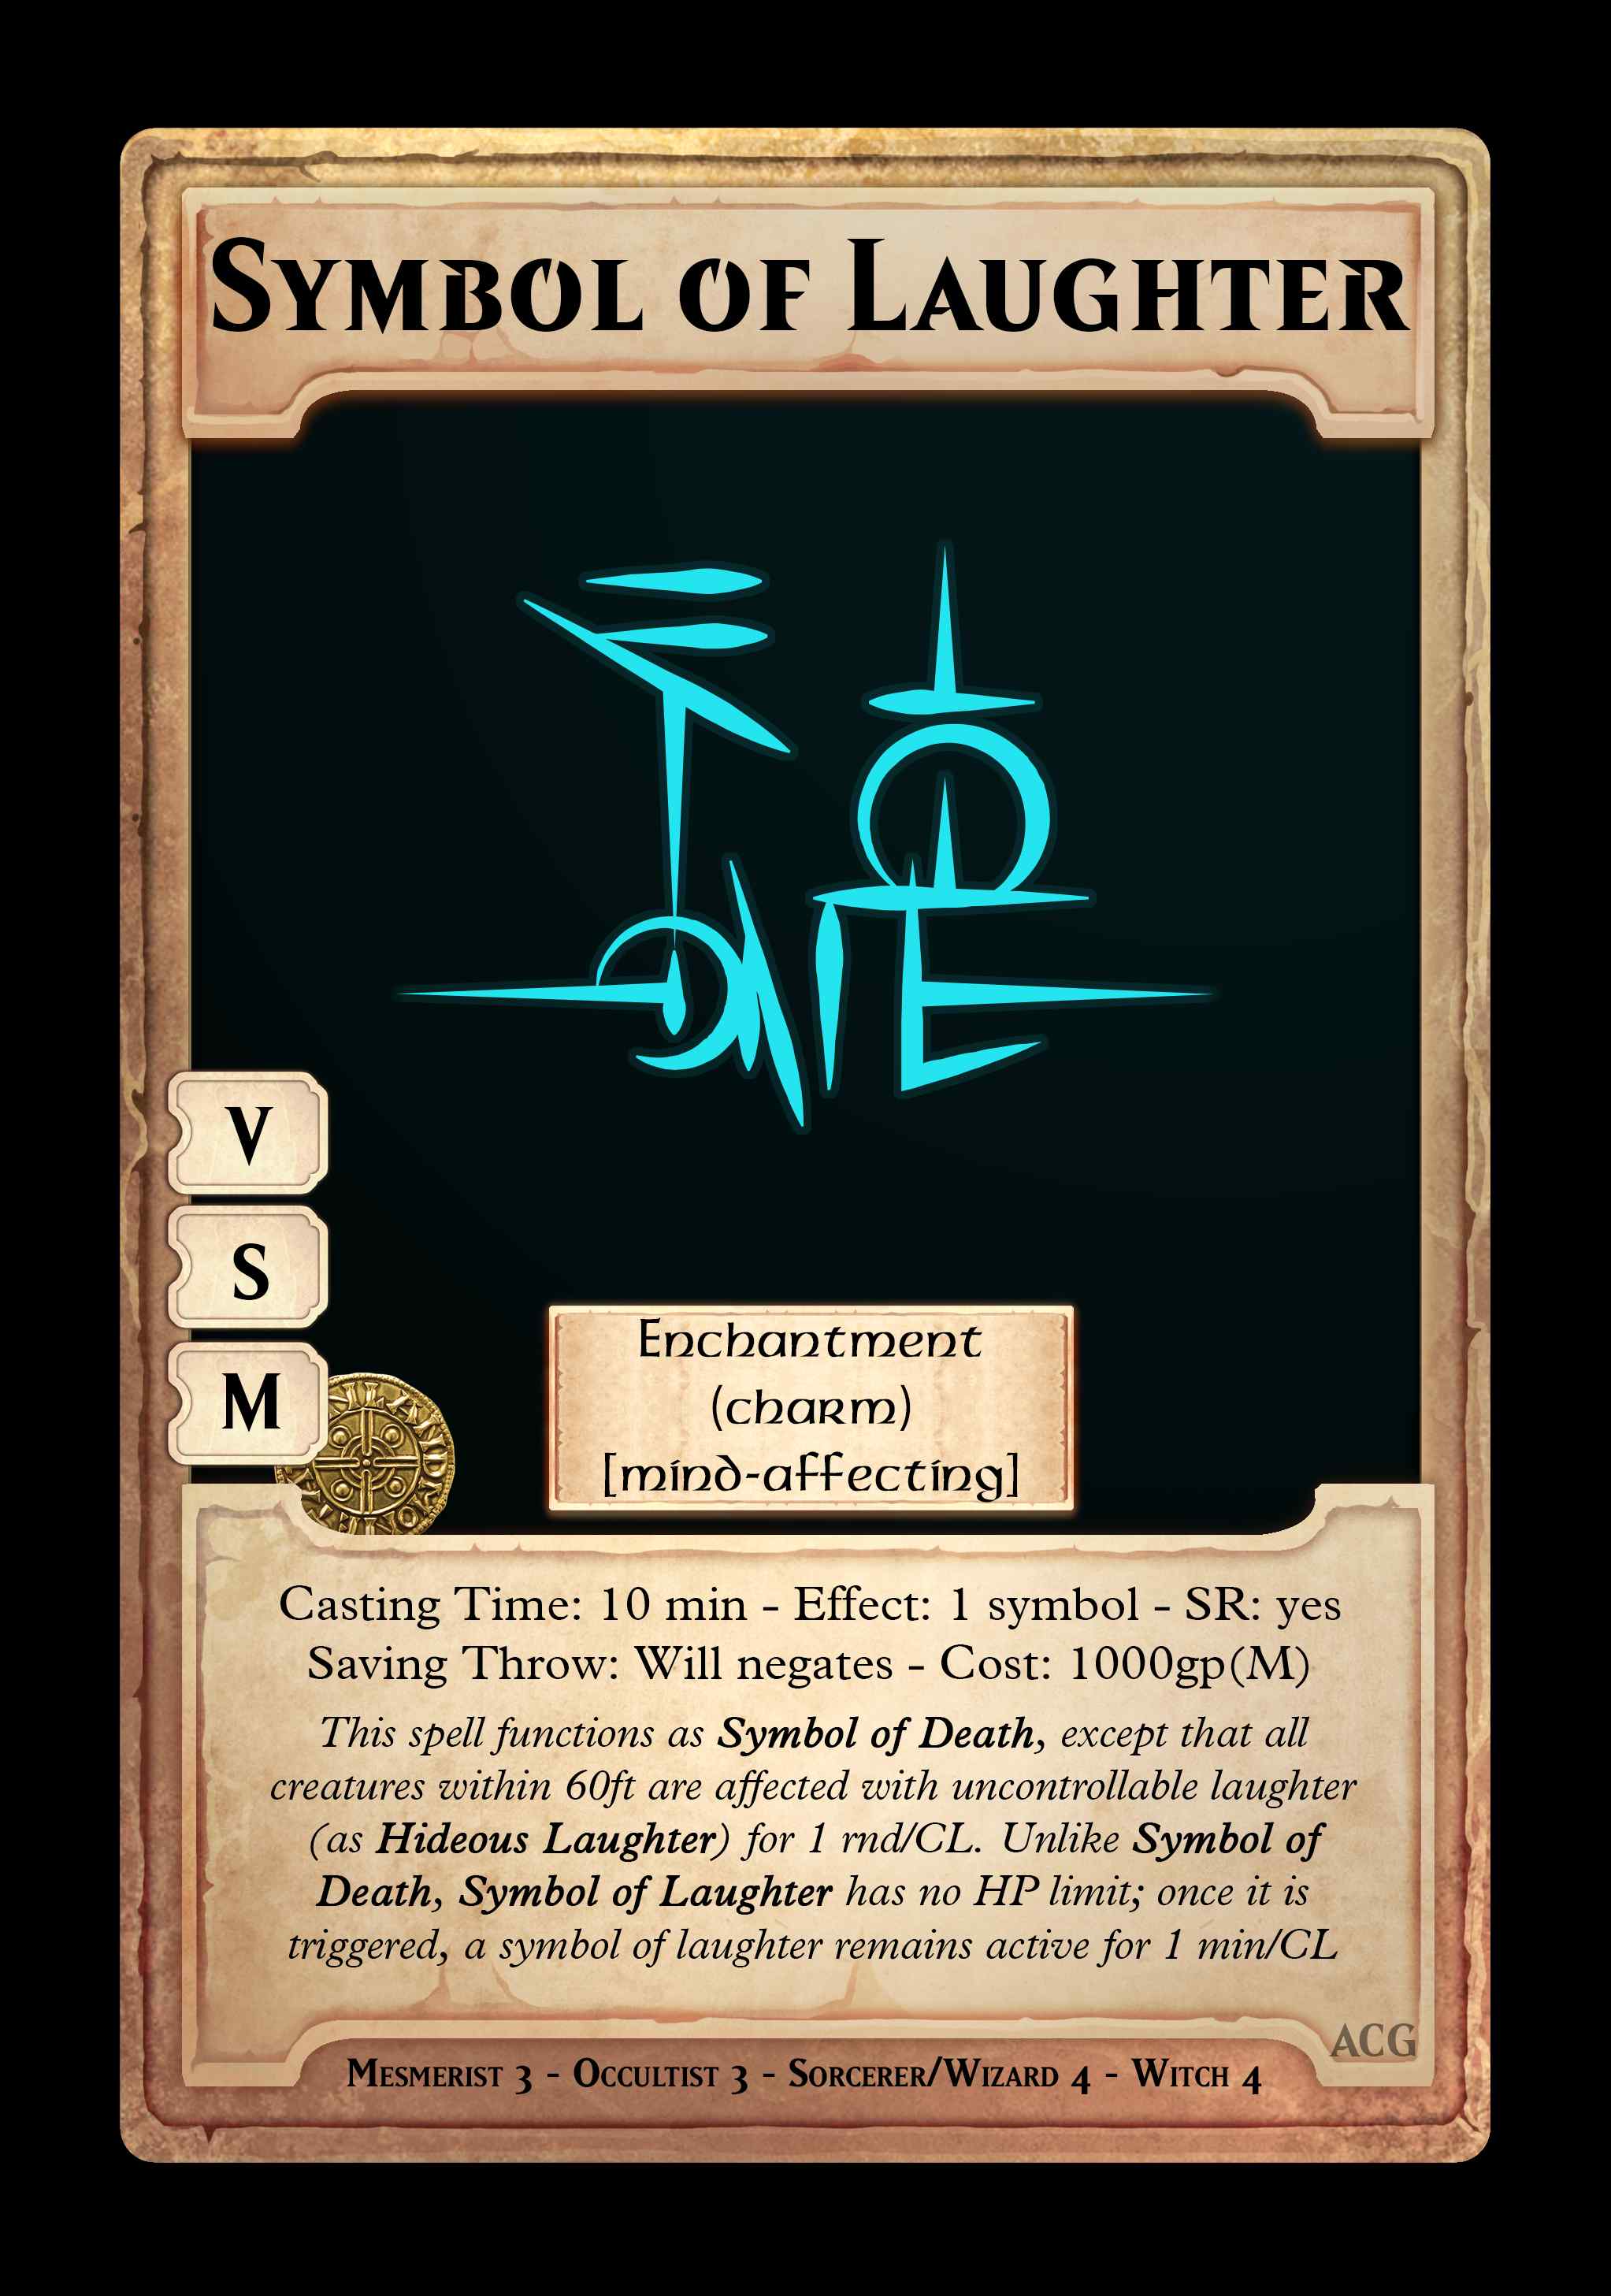 Symbol of Laughter
V
S
M
Enchantment
(charm)
[mind-affecting]
Casting Time: 10 min - Effect: 1 symbol - SR: yes
Saving Throw: Will negates - Cost: 1000gp(M)
This spell functions as Symbol of Death, except that all
creatures within 60ft are affected with uncontrollable laughter
(as Hideous Laughter) for 1 rnd/CL. Unlike Symbol of
Death, Symbol of Laughter has no HP limit; once it is
triggered, a symbol of laughter remains active for 1 min/CL
ACG
Mesmerist 3 - Occultist 3 - Sorcerer/Wizard 4 - Witch 4